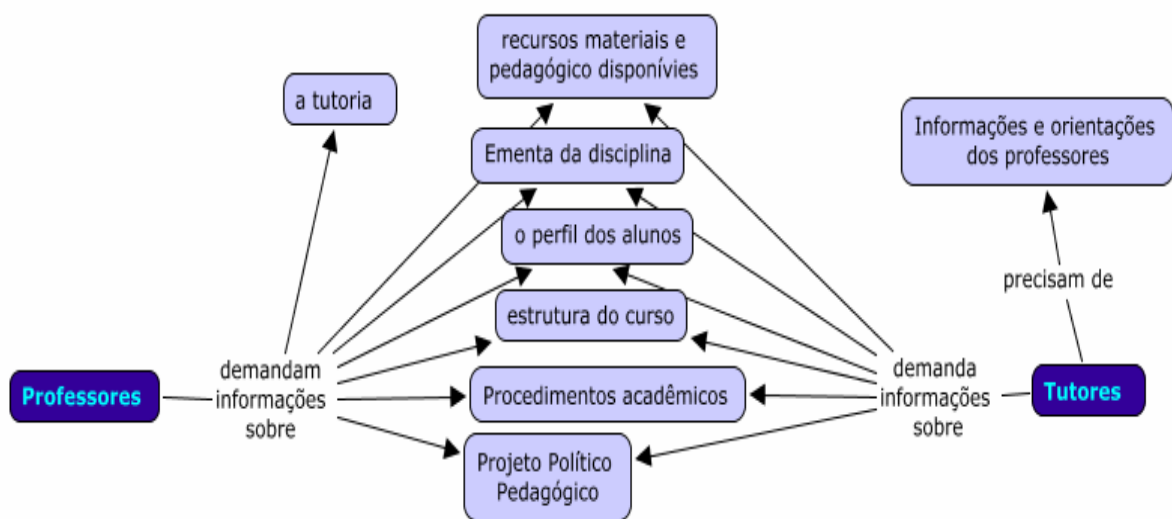 recursos materiais e
pedagógico disponívies
a tutoria
Informações e orientações
dos professores
Ementa da disciplina
o perfil dos alunos
precisam de
estrutura do curso
demandam
informações
sobre
demanda
informações
sobre
Professores
Procedimentos acadêmicos
Tutores
Projeto Político
Pedagógico